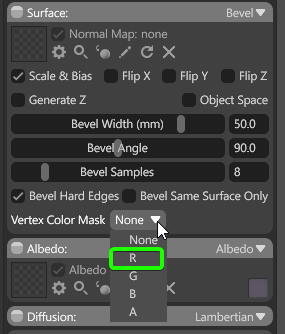 Surface: Bevel
Normal Map: none
Scale & Bias Flip X Flip Y Flip Z
Generate Z Object Space
Bevel Width (mm) 50.0
Bevel Angle 90.0
Bevel Samples 8
Bevel Hard Edges Bevel Same Surface Only
Vertex Color Mask None
None
R
G
B
A
Albedo: Albedo
Albedo
Diffusion: Lambertian